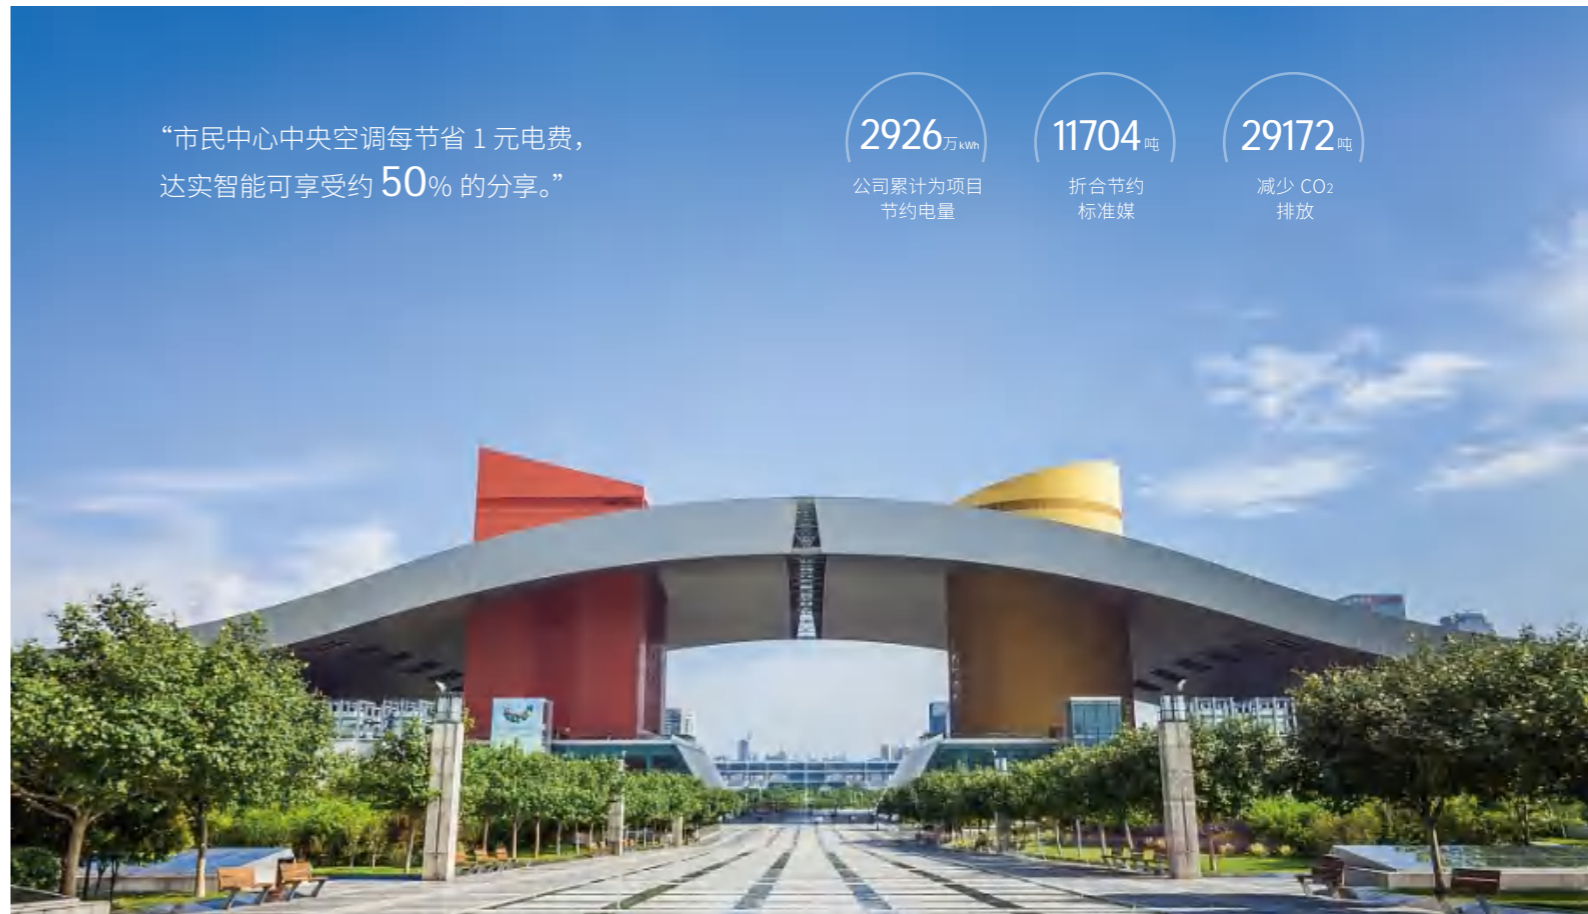 “市民中心中央空调每节省 1 元电费，
达实智能可享受约 50% 的分享。”
2926万kWh
公司累计为项目
节约电量
11704吨
折合节约
标准媒
29172吨
减少 CO2
排放